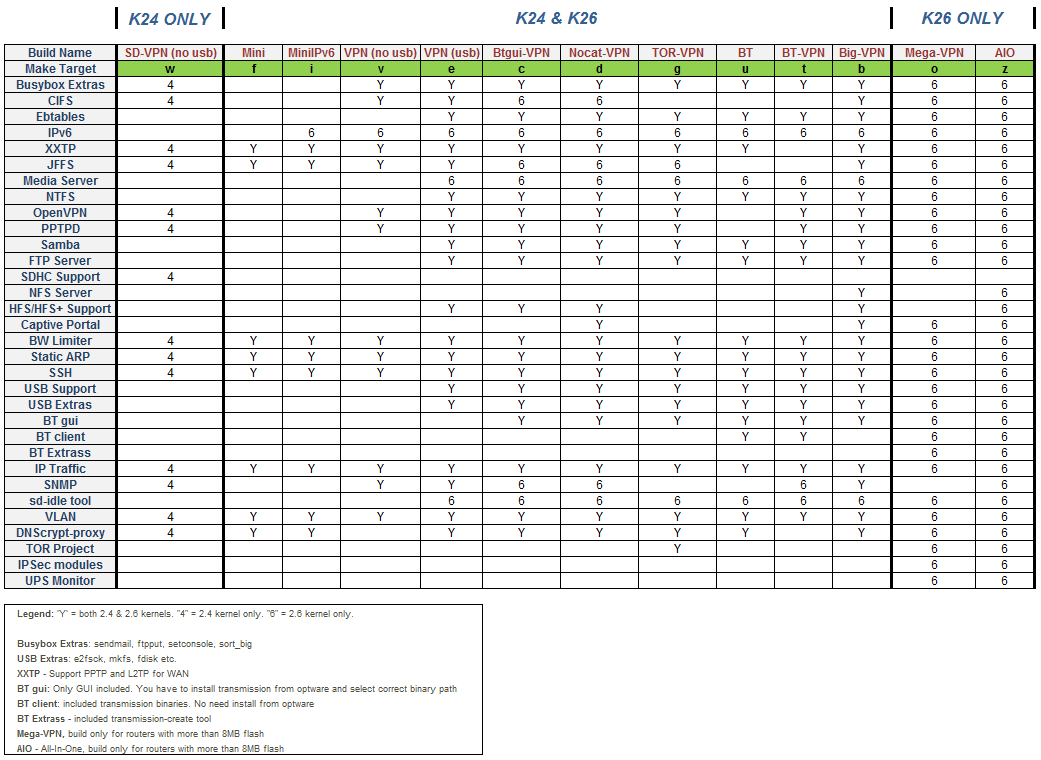 K24 ONLY K24 & K26 K26 ONLY
Build Name SD-VPN (no usb) Mini MiniIPv6 VPN (no usb) VPN (usb) Btgui-VPN Nocat-VPN TOR-VPN BT BT-VPN Big-VPN Mega-VPN AIO
Make Target w f i v e c d g u t b o z
Busybox Extras 4 Y Y Y Y Y Y Y Y 6 6
CIFS 4 Y Y 6 6 Y 6 6
Ebtables Y Y Y Y Y Y Y 6 6
IPv6 6 6 6 6 6 6 6 6 6 6 6
XXTP 4 Y Y Y Y Y Y Y Y Y 6 6
JFFS 4 Y Y Y Y 6 6 6 Y 6 6
Media Server 6 6 6 6 6 6 6 6 6
NTFS Y Y Y Y Y Y Y 6 6
OpenVPN 4 Y Y Y Y Y Y Y 6 6
PPTPD 4 Y Y Y Y Y Y Y 6 6
Samba Y Y Y Y Y Y Y 6 6
FTP Server Y Y Y Y Y Y Y 6 6
SDHC Support 4
NFS Server Y 6
HFS/HFS+ Support Y Y Y Y 6
Captive Portal Y Y 6 6
BW Limiter 4 Y Y Y Y Y Y Y Y Y Y 6 6
Static ARP 4 Y Y Y Y Y Y Y Y Y Y 6 6
SSH 4 Y Y Y Y Y Y Y Y Y Y 6 6
USB Support Y Y Y Y Y Y Y 6 6
USB Extras Y Y Y Y Y Y Y 6 6
BT gui Y Y Y Y Y Y 6 6
BT client Y Y 6 6
BT Extrass 6 6
IP Traffic 4 Y Y Y Y Y Y Y Y Y Y 6 6
SNMP 4 Y Y 6 6 6 Y 6
sd-idle tool 6 6 6 6 6 6 6 6 6
VLAN 4 Y Y Y Y Y Y Y Y Y Y 6 6
DNScrypt-proxy 4 Y Y Y Y Y Y Y Y 6 6
TOR Project Y 6 6
IPSec modules 6 6
UPS Monitor 6 6
Legend: "Y" = both 2.4 & 2.6 kernels. "4" = 2.4 kernel only. "6" = 2.6 kernel only.
Busybox Extras: sendmail, ftpput, setconsole, sort_big
USB Extras: e2fsck, mkfs, fdisk etc.
XXTP - Support PPTP and L2TP for WAN
BT gui: Only GUI included. You have to install transmission from optware and select correct binary path
BT client: included transmission binaries. No need install from optware
BT Extrass - included transmission-create tool
Mega-VPN, build only for routers with more than 8MB flash
AIO - All-In-One, build only for routers with more than 8MB flash